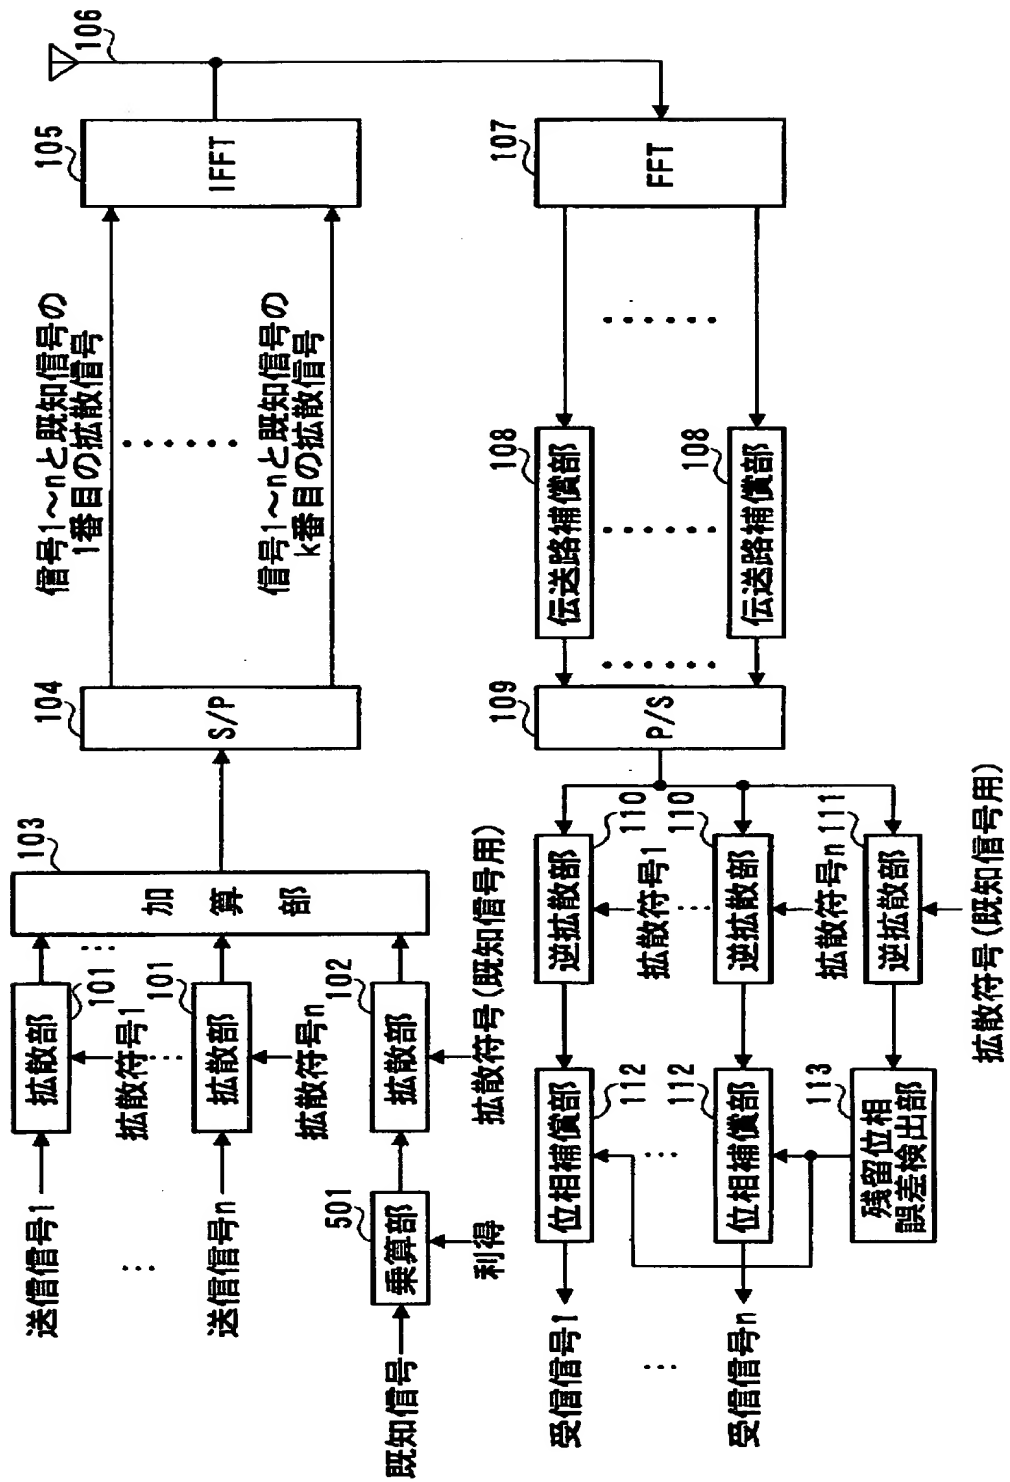 送信信号1
拡散部
101
拡散符号1
送信信号n
拡散部
101
拡散符号n
既知信号
乗算部
501
利得
拡散部
102
拡散符号(既知信号用)
加算部
103
S/P
104
信号1～nと既知信号の
1番目の拡散信号
信号1～nと既知信号の
k番目の拡散信号
IFFT
105
106
FFT
107
伝送路補償部
108
伝送路補償部
108
P/S
109
逆拡散部
110
拡散符号1
逆拡散部
110
拡散符号n
逆拡散部
111
拡散符号(既知信号用)
位相補償部
112
位相補償部
112
残留位相
誤差検出部
113
受信信号1
受信信号n